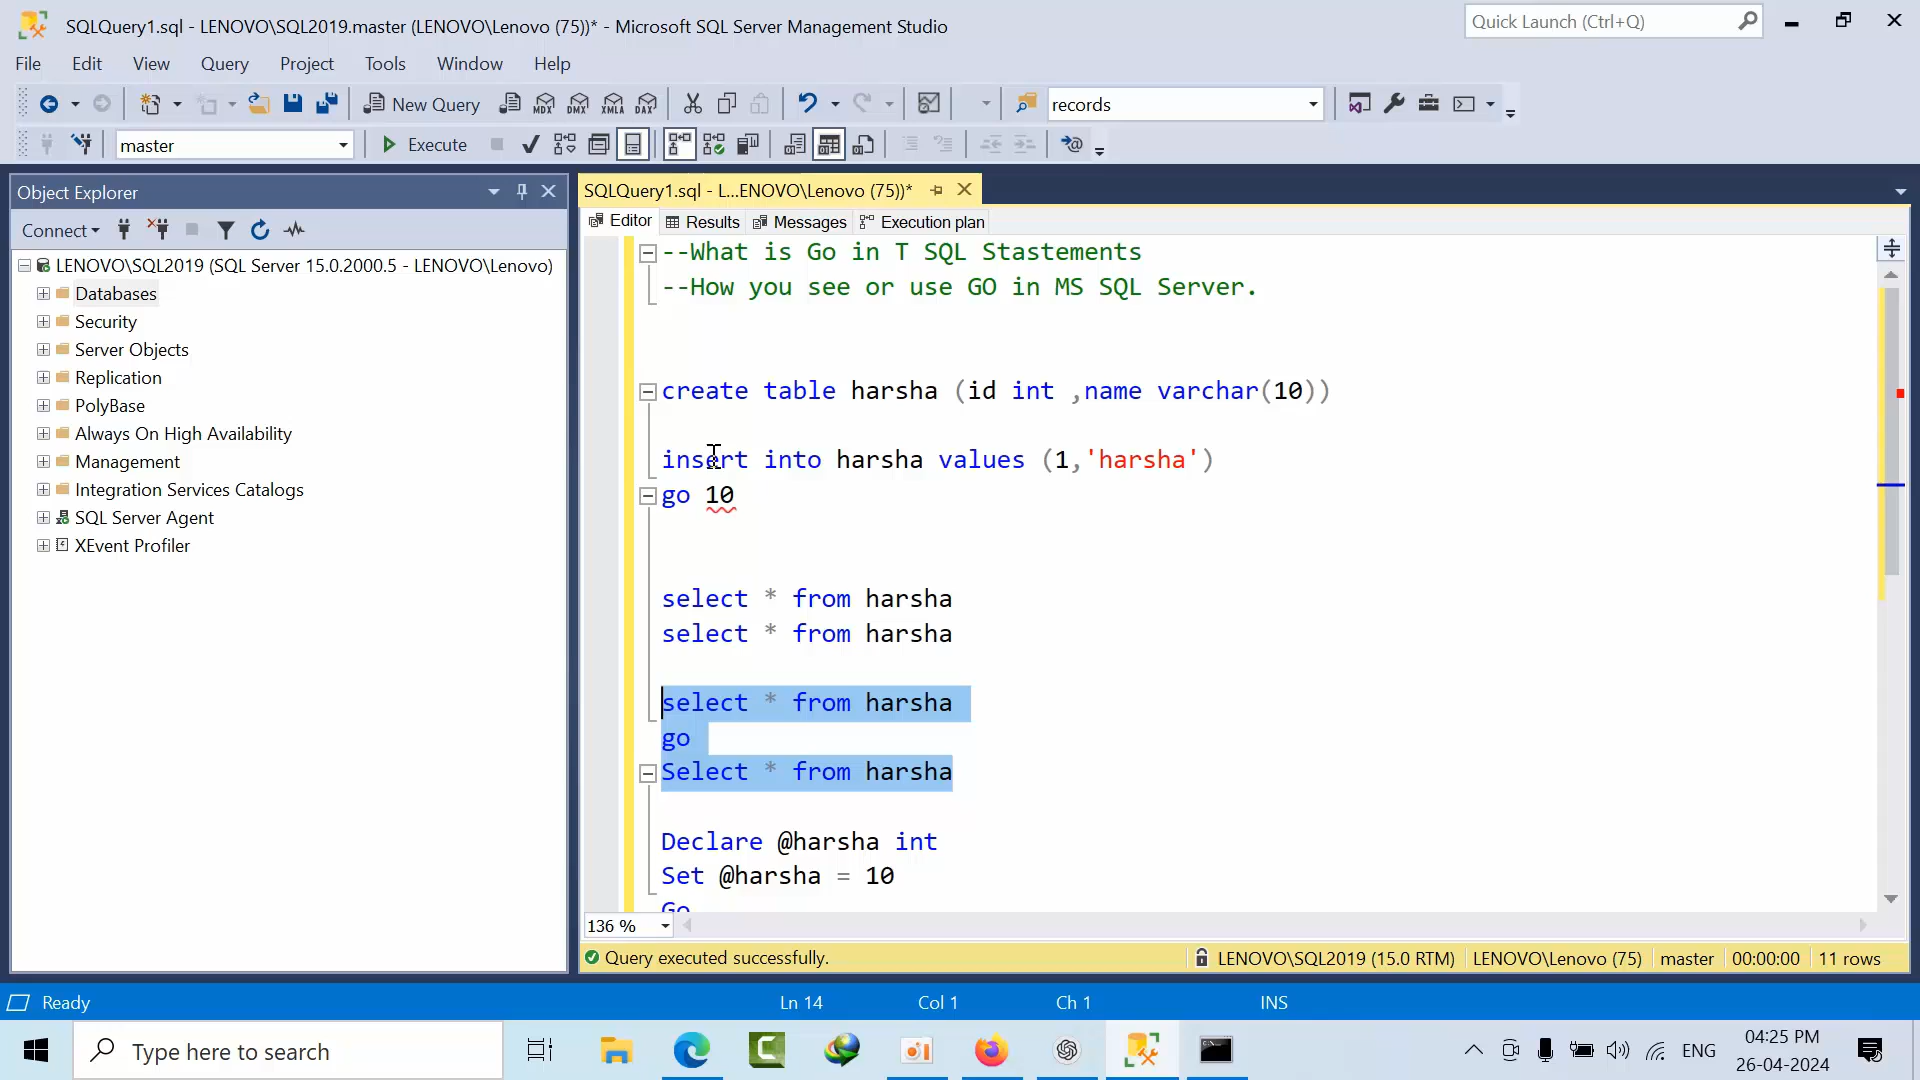 SQLQuery1.sql - LENOVO\SQL2019.master (LENOVO\Lenovo (75))* - Microsoft SQL Server Management Studio
Quick Launch (Ctrl+Q)
File Edit View Query Project Tools Window Help
New Query MDX DMX XMLA DAX records
master Execute
Object Explorer
SQLQuery1.sql - L...ENOVO\Lenovo (75))*
Editor Results Messages Execution plan
Connect
LENOVO\SQL2019 (SQL Server 15.0.2000.5 - LENOVO\Lenovo)
Databases
Security
Server Objects
Replication
PolyBase
Always On High Availability
Management
Integration Services Catalogs
SQL Server Agent
XEvent Profiler
--What is Go in T SQL Stastements
--How you see or use GO in MS SQL Server.
create table harsha (id int ,name varchar(10))
insert into harsha values (1,'harsha')
go 10
select * from harsha
select * from harsha
select * from harsha
go
Select * from harsha
Declare @harsha int
Set @harsha = 10
Go
136 %
Query executed successfully. LENOVO\SQL2019 (15.0 RTM) LENOVO\Lenovo (75) master 00:00:00 11 rows
Ready Ln 14 Col 1 Ch 1 INS
Type here to search
ENG
04:25 PM
26-04-2024